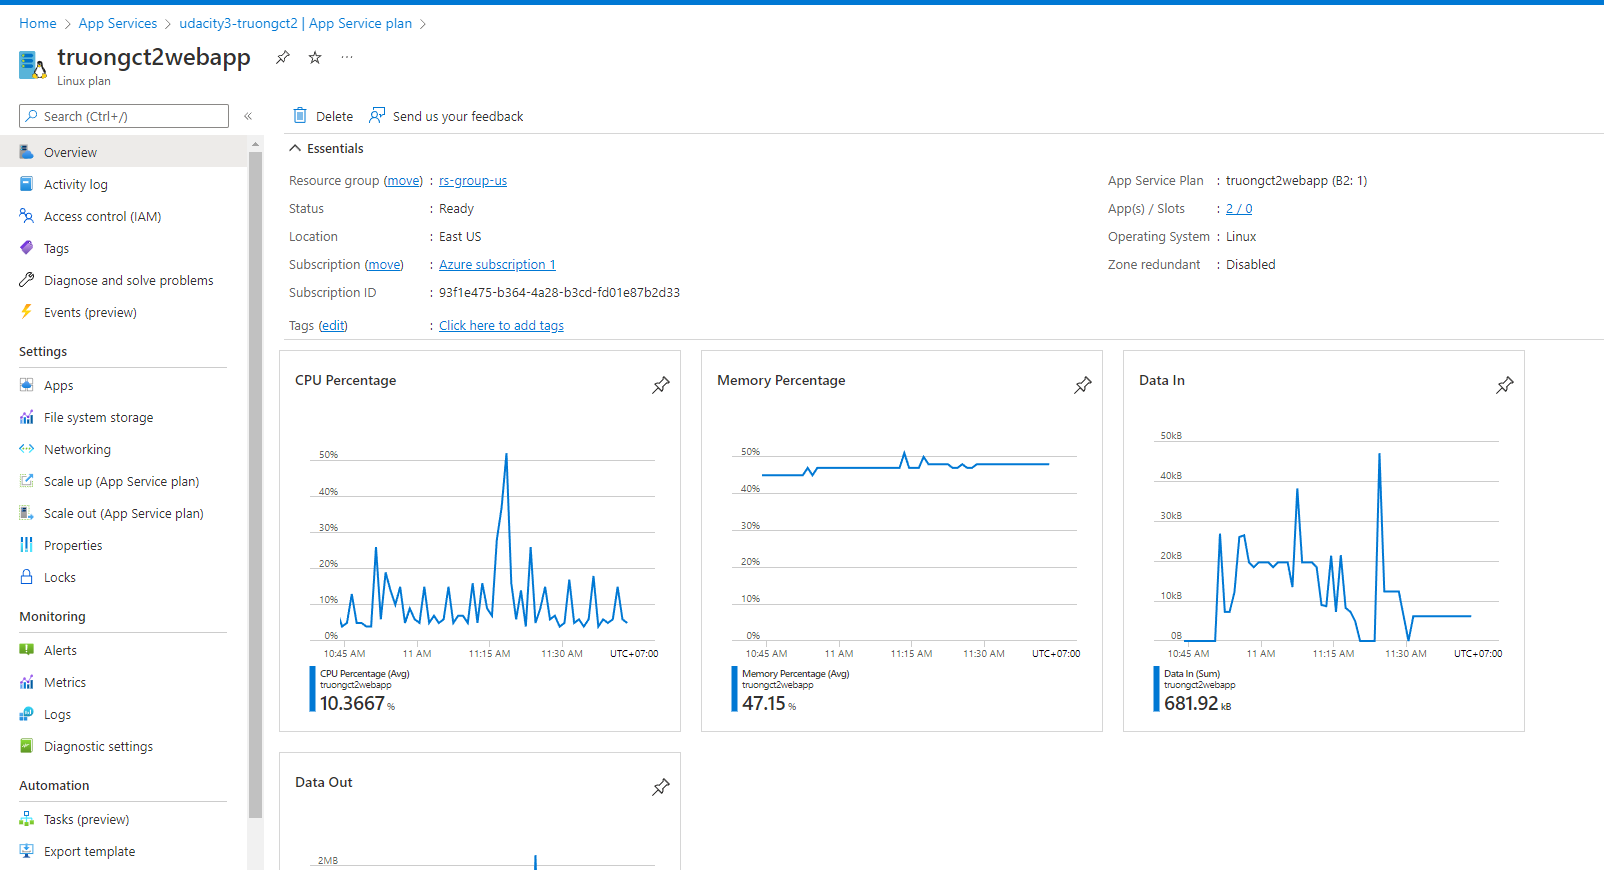 Home > App Services > udacity3-truongct2 | App Service plan >
truongct2webapp
Linux plan
Search (Ctrl+/)
«
Overview
Activity log
Access control (IAM)
Tags
Diagnose and solve problems
Events (preview)
Settings
Apps
File system storage
Networking
Scale up (App Service plan)
Scale out (App Service plan)
Properties
Locks
Monitoring
Alerts
Metrics
Logs
Diagnostic settings
Automation
Tasks (preview)
Export template
Delete
Send us your feedback
Essentials
Resource group (move) : rs-group-us
Status : Ready
Location : East US
Subscription (move) : Azure subscription 1
Subscription ID : 93f1e475-b364-4a28-b3cd-fd01e87b2d33
Tags (edit) : Click here to add tags
App Service Plan : truongct2webapp (B2: 1)
App(s) / Slots : 2 / 0
Operating System : Linux
Zone redundant : Disabled
CPU Percentage
50%
40%
30%
20%
10%
0%
10:45 AM 11 AM 11:15 AM 11:30 AM UTC+07:00
CPU Percentage (Avg)
truongct2webapp
10.3667 %
Memory Percentage
50%
40%
30%
20%
10%
0%
10:45 AM 11 AM 11:15 AM 11:30 AM UTC+07:00
Memory Percentage (Avg)
truongct2webapp
47.15 %
Data In
50kB
40kB
30kB
20kB
10kB
0B
10:45 AM 11 AM 11:15 AM 11:30 AM UTC+07:00
Data In (Sum)
truongct2webapp
681.92 kB
Data Out
2MB